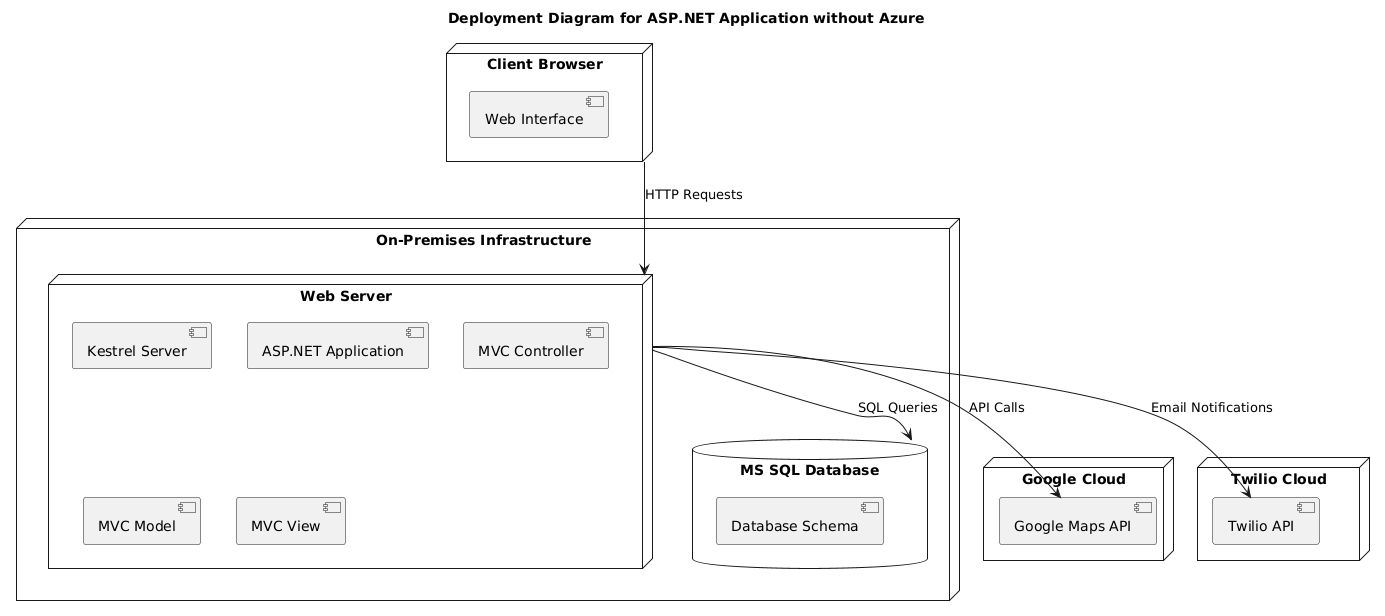 Deployment Diagram for ASP.NET Application without Azure
Client Browser
Web Interface
HTTP Requests
On-Premises Infrastructure
Web Server
Kestrel Server
ASP.NET Application
MVC Controller
SQL Queries
API Calls
Email Notifications
MS SQL Database
Google Cloud
Twilio Cloud
MVC Model
MVC View
Database Schema
Google Maps API
Twilio API